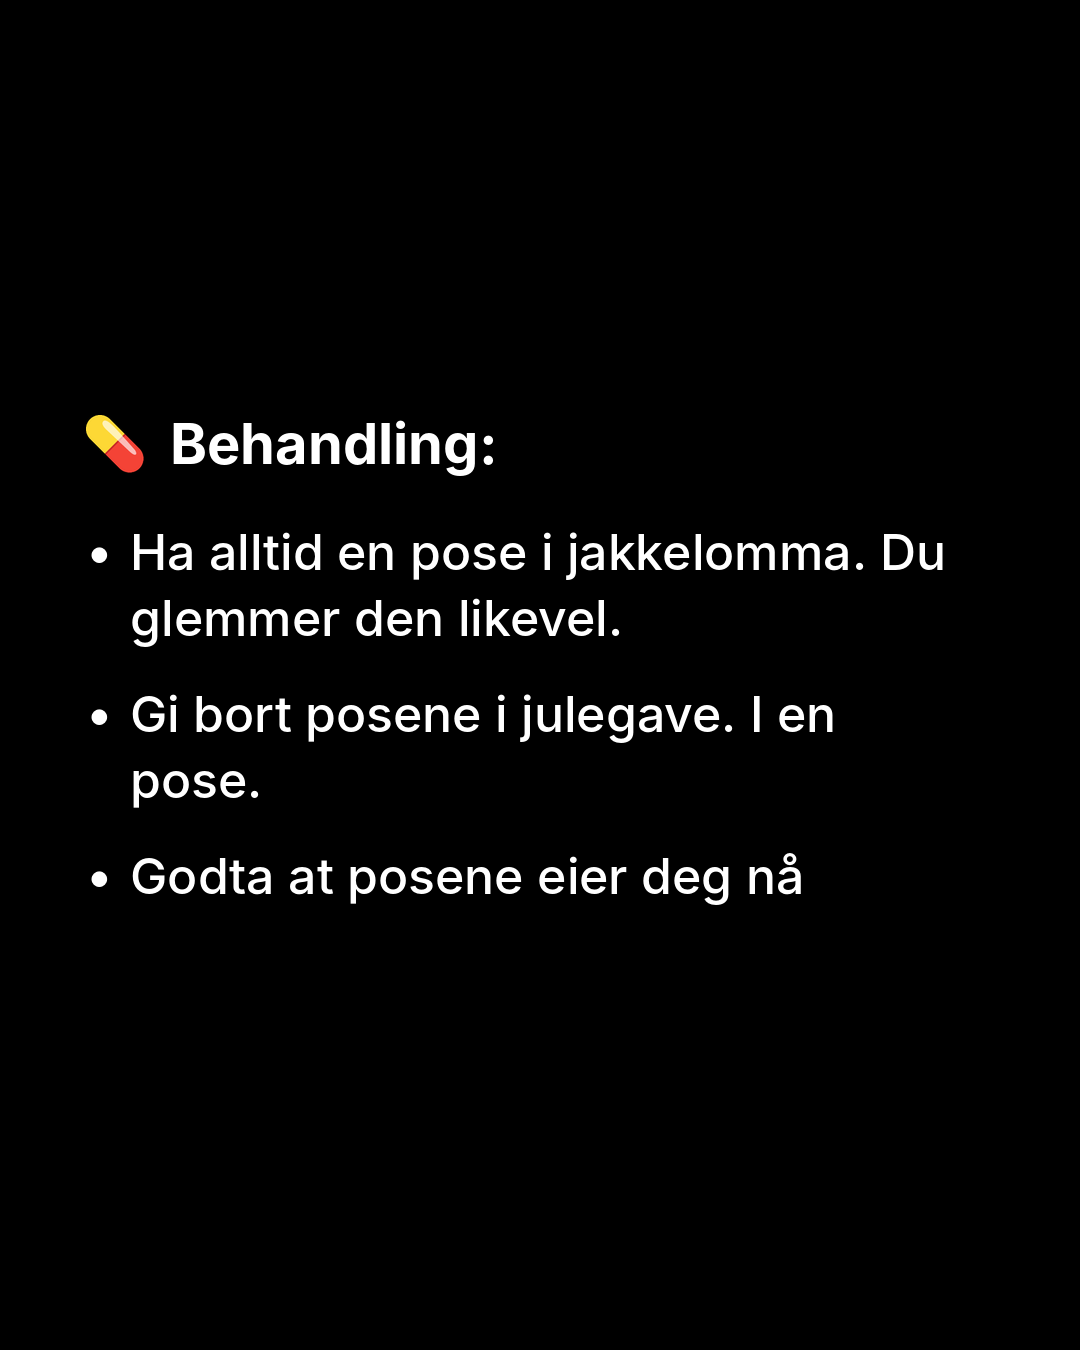 💊 Behandling:
• Ha alltid en pose i jakkelomma. Du
glemmer den likevel.
• Gi bort posene i julegave. I en
pose.
• Godta at posene eier deg nå